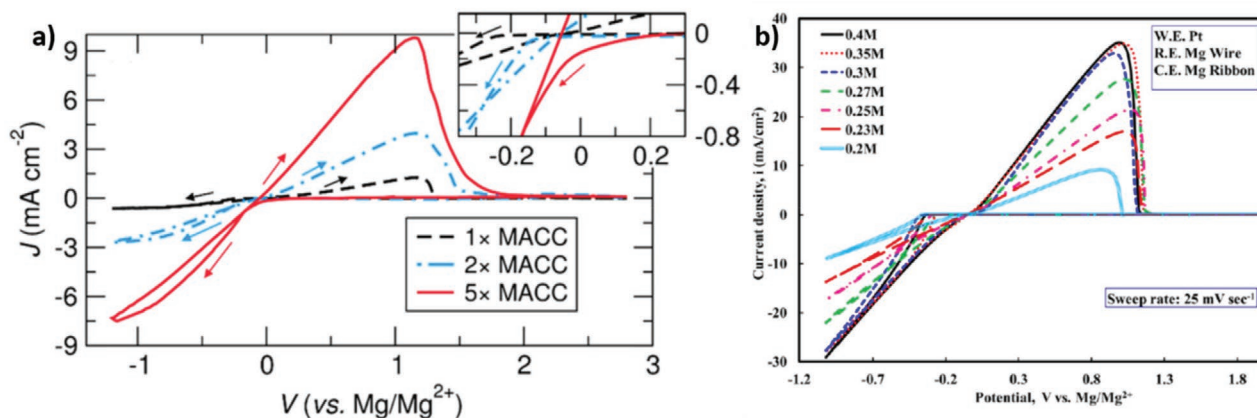 a)
9
6
3
0
-3
-6
-9
J (mA cm⁻²)
-1 0 1 2 3
V (vs. Mg/Mg²⁺)
1× MACC
2× MACC
5× MACC
0
-0.4
-0.8
-0.2 0 0.2
b)
0.4M
0.35M
0.3M
0.27M
0.25M
0.23M
0.2M
W.E. Pt
R.E. Mg Wire
C.E. Mg Ribbon
Sweep rate: 25 mV sec⁻¹
Current density, i (mA/cm²)
40
30
20
10
0
-10
-20
-30
-1.2 -0.7 -0.2 0.3 0.8 1.3 1.8
Potential, V vs. Mg/Mg²⁺